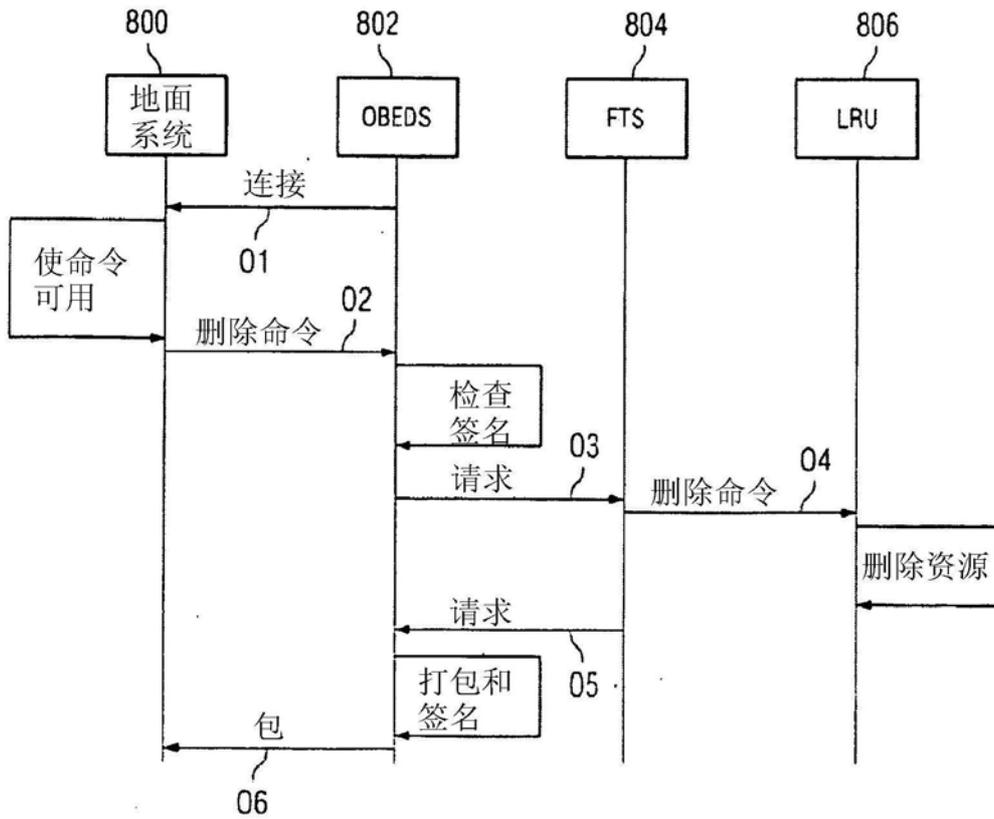 800
802
804
806
地面
系统
OBEDS
FTS
LRU
连接
01
使命令
可用
删除命令
02
检查
签名
请求
03
删除命令
04
删除资源
请求
05
打包和
签名
包
06